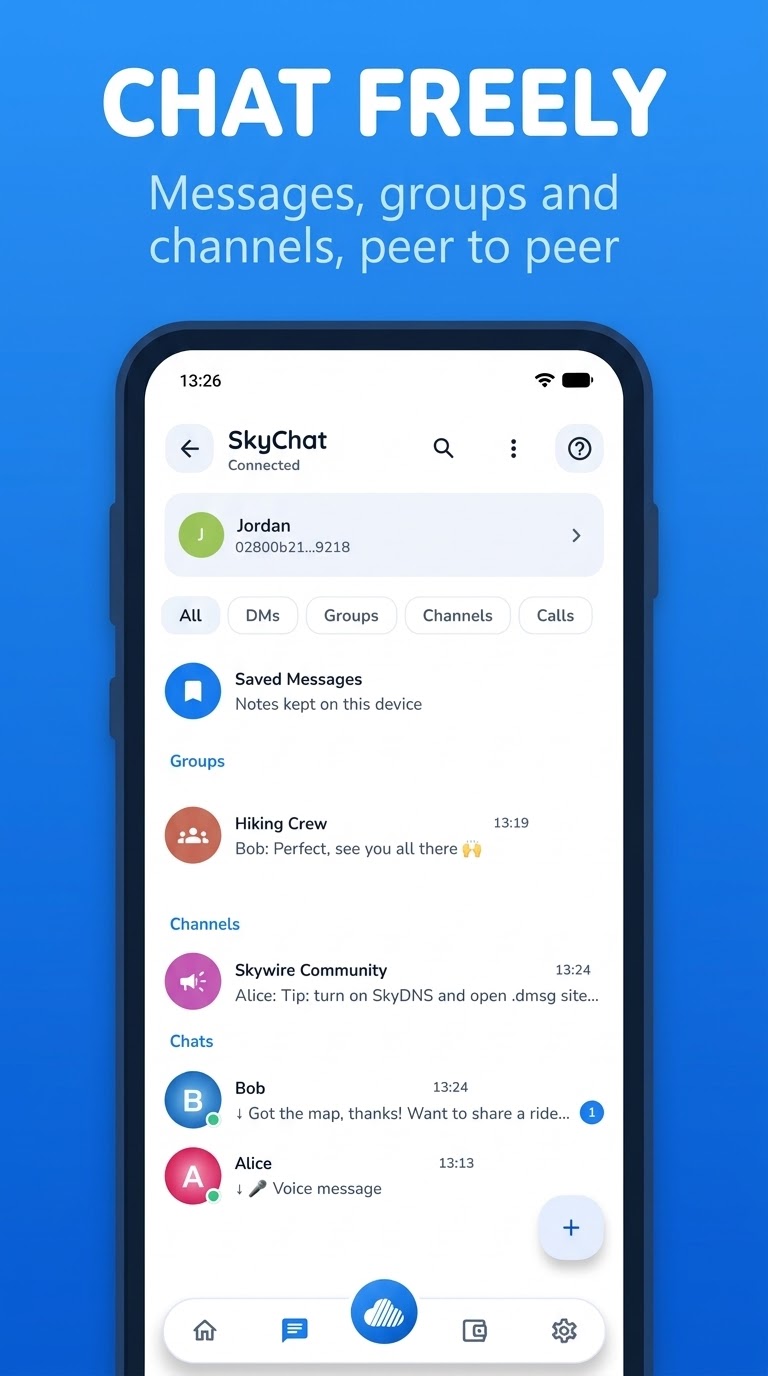 CHAT FREELY
Messages, groups and
channels, peer to peer
13:26
SkyChat
Connected
J
Jordan
02800b21...9218
All
DMs
Groups
Channels
Calls
Saved Messages
Notes kept on this device
Groups
Hiking Crew
13:19
Bob: Perfect, see you all there 🙌
Channels
Skywire Community
13:24
Alice: Tip: turn on SkyDNS and open .dmsg site...
Chats
B
Bob
13:24
↓ Got the map, thanks! Want to share a ride...
1
A
Alice
13:13
↓ 🎤 Voice message
+